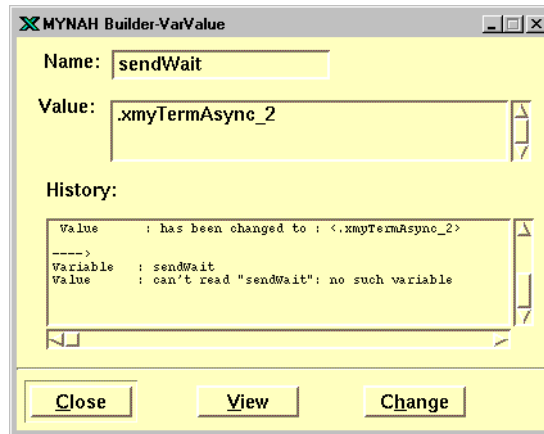 MYNAH Builder-VarValue
Name: sendWait
Value: .xmyTermAsync_2
History:
Value : has been changed to : <.xmyTermAsync_2>
---->
Variable : sendWait
Value : can't read "sendWait": no such variable
Close View Change